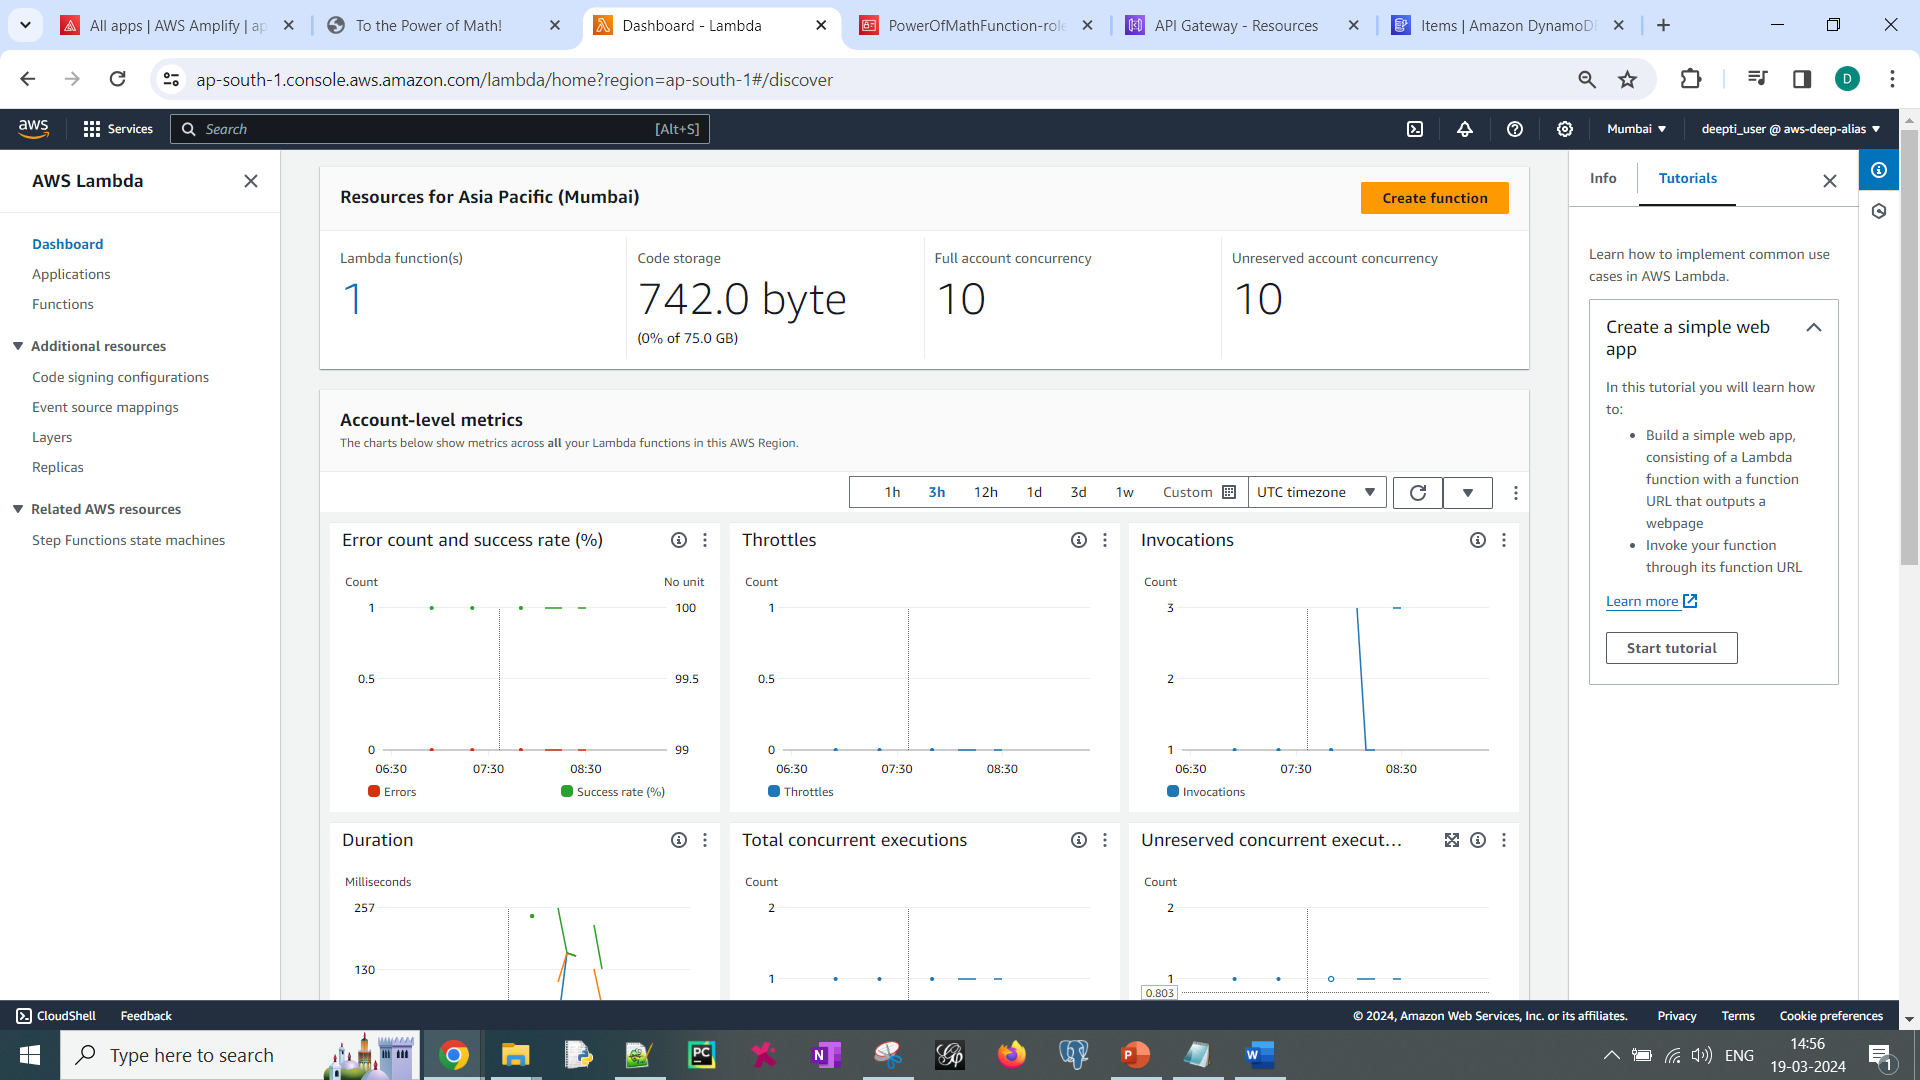 All apps | AWS Amplify | ap
To the Power of Math!
Dashboard - Lambda
PowerOfMathFunction-role
API Gateway - Resources
Items | Amazon DynamoDB
ap-south-1.console.aws.amazon.com/lambda/home?region=ap-south-1#/discover
D
aws
Services
Search
[Alt+S]
Mumbai
deepti_user @ aws-deep-alias
AWS Lambda
Dashboard
Applications
Functions
Additional resources
Code signing configurations
Event source mappings
Layers
Replicas
Related AWS resources
Step Functions state machines
Resources for Asia Pacific (Mumbai)
Create function
Lambda function(s)
1
Code storage
742.0 byte
(0% of 75.0 GB)
Full account concurrency
10
Unreserved account concurrency
10
Account-level metrics
The charts below show metrics across all your Lambda functions in this AWS Region.
1h 3h 12h 1d 3d 1w Custom
UTC timezone
Error count and success rate (%)
Count
No unit
1
100
0.5
99.5
0
99
06:30 07:30 08:30
Errors
Success rate (%)
Throttles
Count
1
0.5
0
06:30 07:30 08:30
Throttles
Invocations
Count
3
2
1
06:30 07:30 08:30
Invocations
Duration
Milliseconds
257
130
Total concurrent executions
Count
2
1
Unreserved concurrent execut...
Count
2
1
0.803
Info
Tutorials
Learn how to implement common use
cases in AWS Lambda.
Create a simple web
app
In this tutorial you will learn how
to:
• Build a simple web app,
consisting of a Lambda
function with a function
URL that outputs a
webpage
• Invoke your function
through its function URL
Learn more
Start tutorial
CloudShell
Feedback
© 2024, Amazon Web Services, Inc. or its affiliates.
Privacy
Terms
Cookie preferences
Type here to search
ENG
14:56
19-03-2024
1